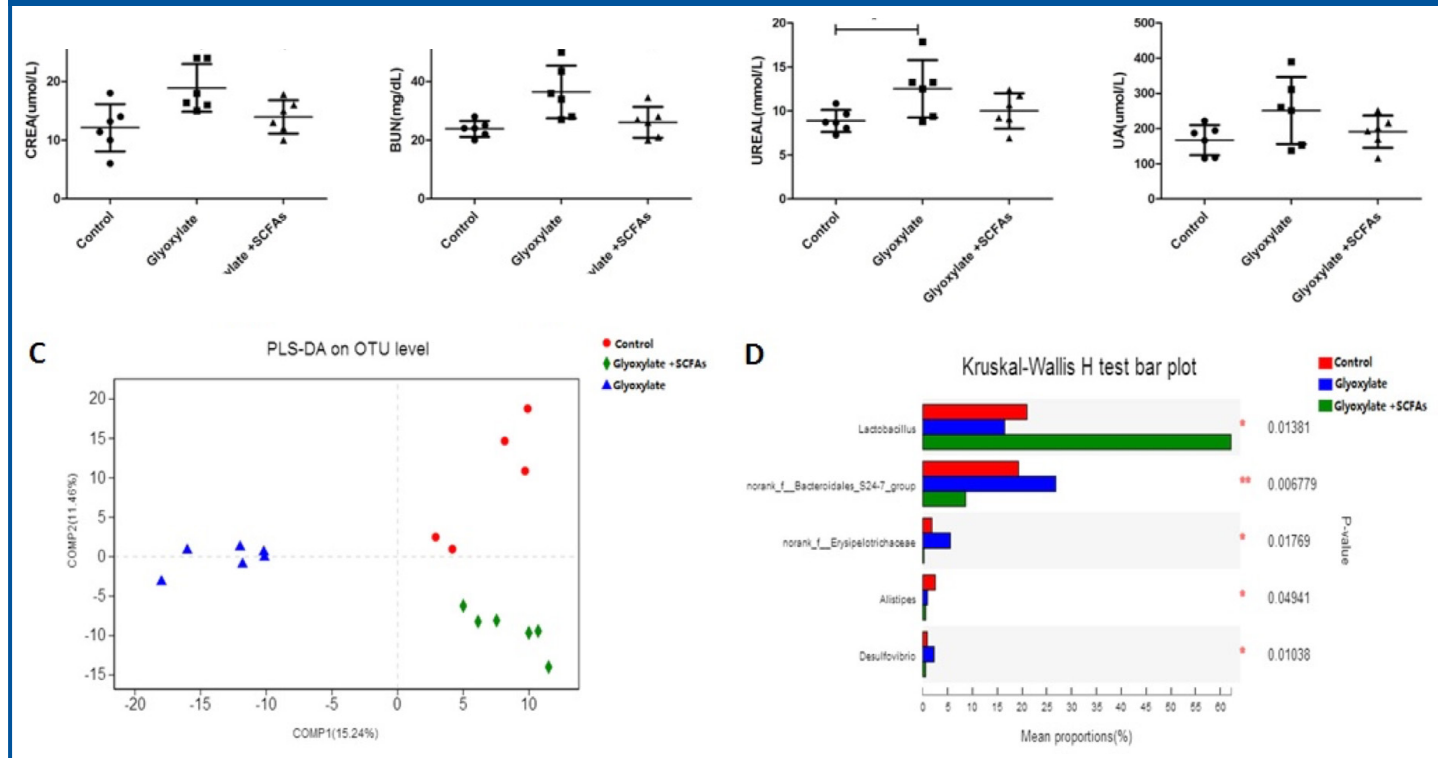 CREA(umol/L)
20
10
0
Control
Glyoxylate
ylate +SCFAs
BUN(mg/dL)
40
20
0
Control
Glyoxylate
ylate +SCFAs
UREAL(mmol/L)
20
15
10
5
0
Control
Glyoxylate
Glyoxylate +SCFAs
UA(umol/L)
500
400
300
200
100
0
Control
Glyoxylate
Glyoxylate +SCFAs
C
PLS-DA on OTU level
Control
Glyoxylate +SCFAs
Glyoxylate
COMP2(11.46%)
20
15
10
5
0
-5
-10
-15
-20 -15 -10 -5 0 5 10
COMP1(15.24%)
D
Kruskal-Wallis H test bar plot
Control
Glyoxylate
Glyoxylate +SCFAs
Lactobacillus * 0.01381
norank_f__Bacteroidales_S24-7_group ** 0.006779
norank_f__Erysipelotrichaceae * 0.01769
Alistipes * 0.04941
Desulfovibrio * 0.01038
P-value
0 5 10 15 20 25 30 35 40 45 50 55 60
Mean proportions(%)